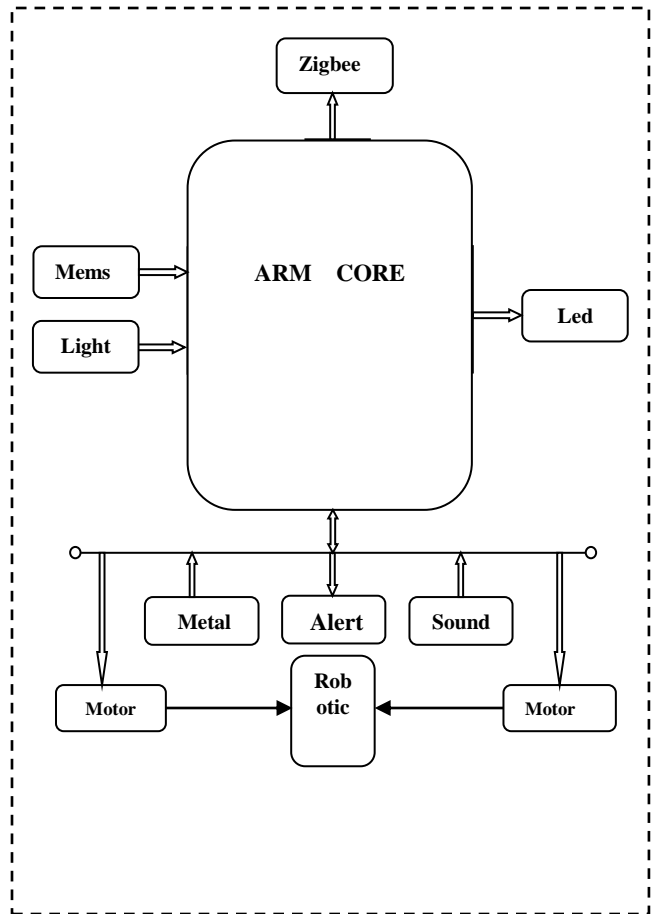 Zigbee
ARM CORE
Mems
Light
Led
Metal
Alert
Sound
Motor
Rob
otic
Motor